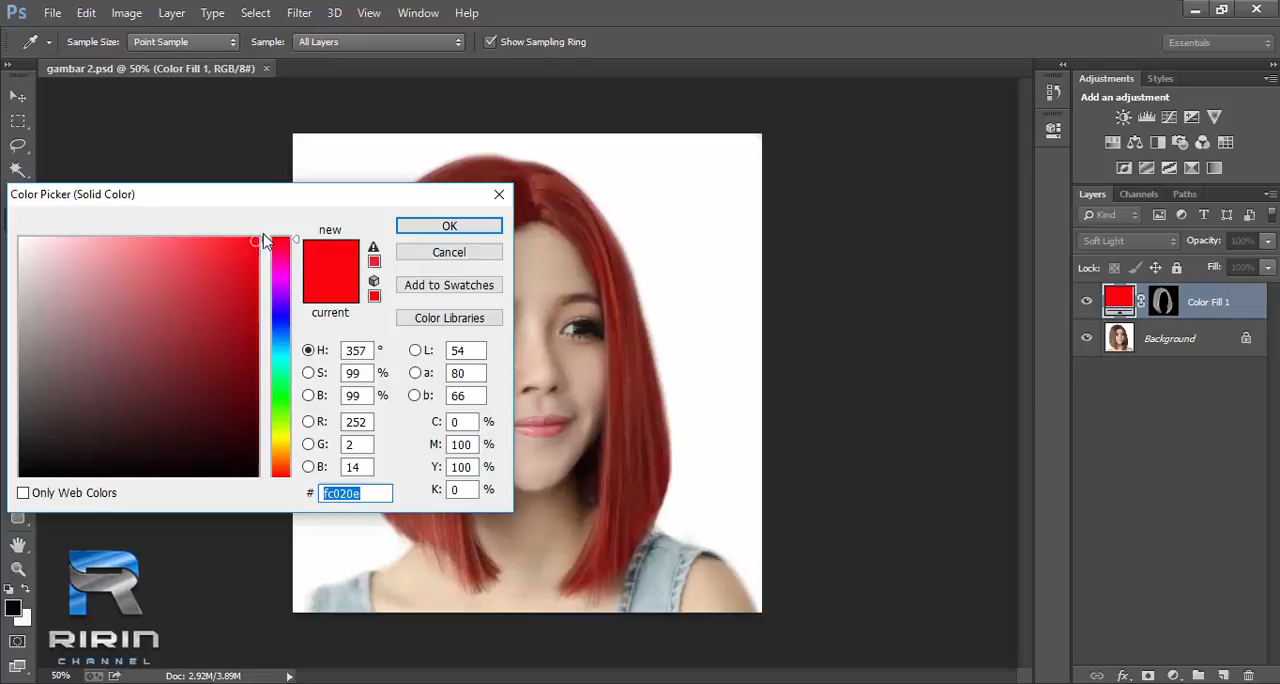 Ps File Edit Image Layer Type Select Filter 3D View Window Help
Sample Size: Point Sample Sample: All Layers Show Sampling Ring Essentials
gambar 2.psd @ 50% (Color Fill 1, RGB/8#) ×
Adjustments Styles
Add an adjustment
Layers Channels Paths
Kind
Soft Light Opacity: 100%
Lock: Fill: 100%
Color Fill 1
Background
Color Picker (Solid Color)
new
current
OK
Cancel
Add to Swatches
Color Libraries
H: 357 ° L: 54
S: 99 % a: 80
B: 99 % b: 66
R: 252 C: 0 %
G: 2 M: 100 %
B: 14 Y: 100 %
# fc020e K: 0 %
Only Web Colors
RIRIN
CHANNEL
50% Doc: 2.92M/3.89M